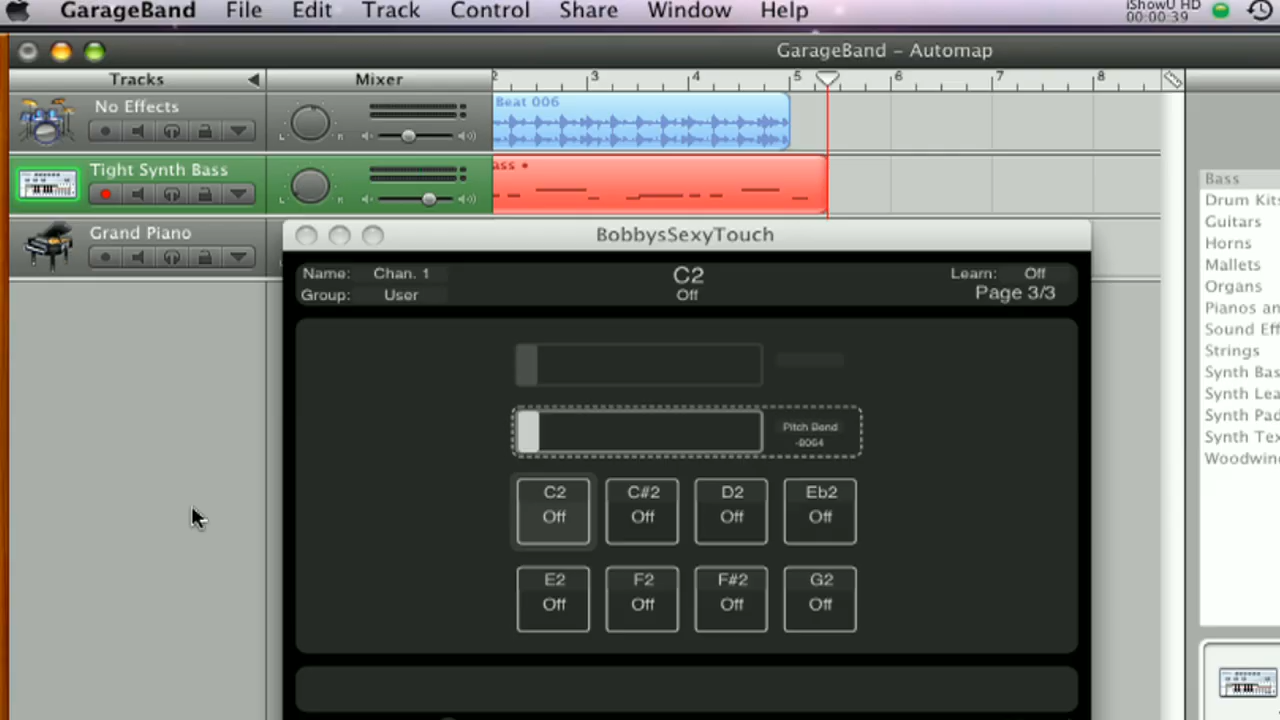 GarageBand File Edit Track Control Share Window Help
iShowU HD
00:00:39
GarageBand – Automap
Tracks
Mixer
2 3 4 5 6 7 8
No Effects
Beat 006
Tight Synth Bass
ass •
Grand Piano
BobbysSexyTouch
Name: Chan. 1
Group: User
C2
Off
Learn: Off
Page 3/3
Pitch Bend
-8064
C2 C#2 D2 Eb2
Off Off Off Off
E2 F2 F#2 G2
Off Off Off Off
Bass
Drum Kits
Guitars
Horns
Mallets
Organs
Pianos an
Sound Eff
Strings
Synth Bas
Synth Lea
Synth Pad
Synth Tex
Woodwind